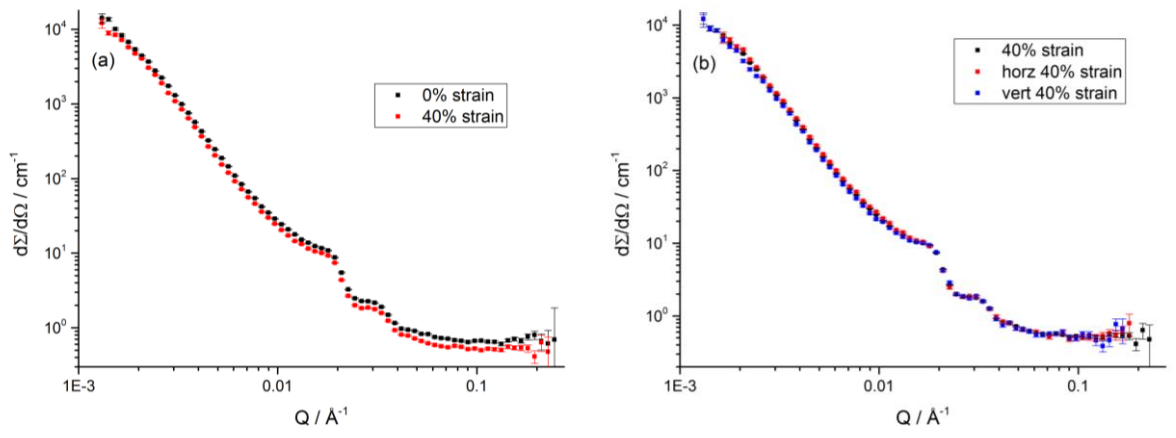 10⁴
(a)
0% strain
40% strain
10³
dΣ/dΩ / cm⁻¹
10²
10¹
10⁰
1E-3
0.01
0.1
Q / Å⁻¹
10⁴
(b)
40% strain
horz 40% strain
vert 40% strain
10³
dΣ/dΩ / cm⁻¹
10²
10¹
10⁰
1E-3
0.01
0.1
Q / Å⁻¹